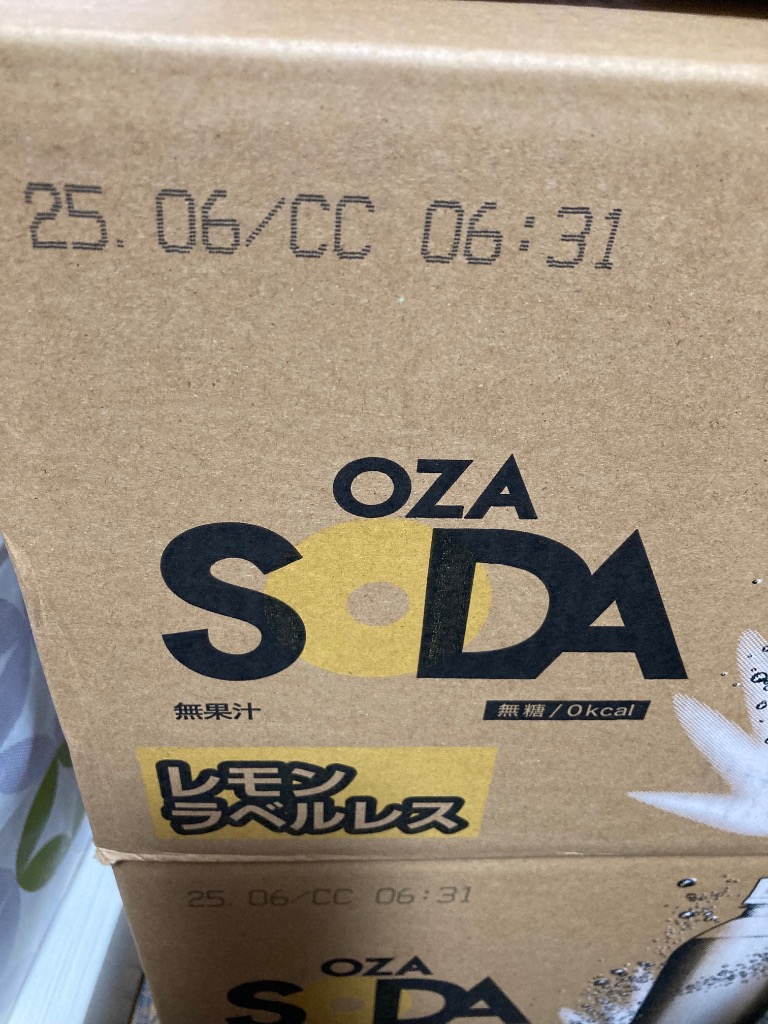 25. 06/CC 06:31
OZA
SODA
無果汁
無糖/0kcal
レモン
ラベルレス
25. 06/CC 06:31
OZA
SODA